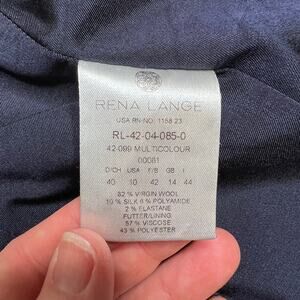 RENA LANGE
USA RN-NO. 1158 23
RL-42-04-085-0
42-099 MULTICOLOUR
00081
D/CH USA F/B GB I
40 10 42 14 44
82 % VIRGIN WOOL
10 % SILK 6 % POLYAMIDE
2 % ELASTANE
FUTTER/LINING
57 % VISCOSE
43 % POLYESTER